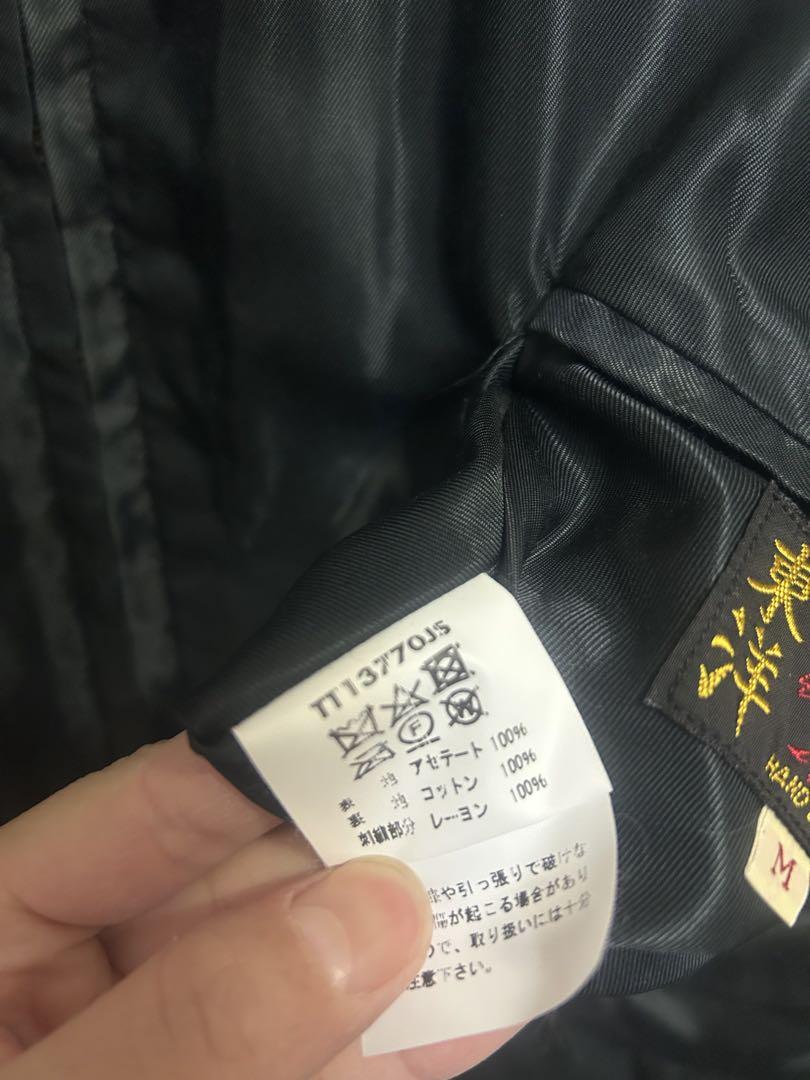 TT13770JS
表 地 アセテート 100%
裏 地 コットン 100%
刺繍部分 レーヨン 100%
や引っ張りで破けな
が起こる場合があり
で、取り扱いには十分
注意下さい。
東洋
HAND
M